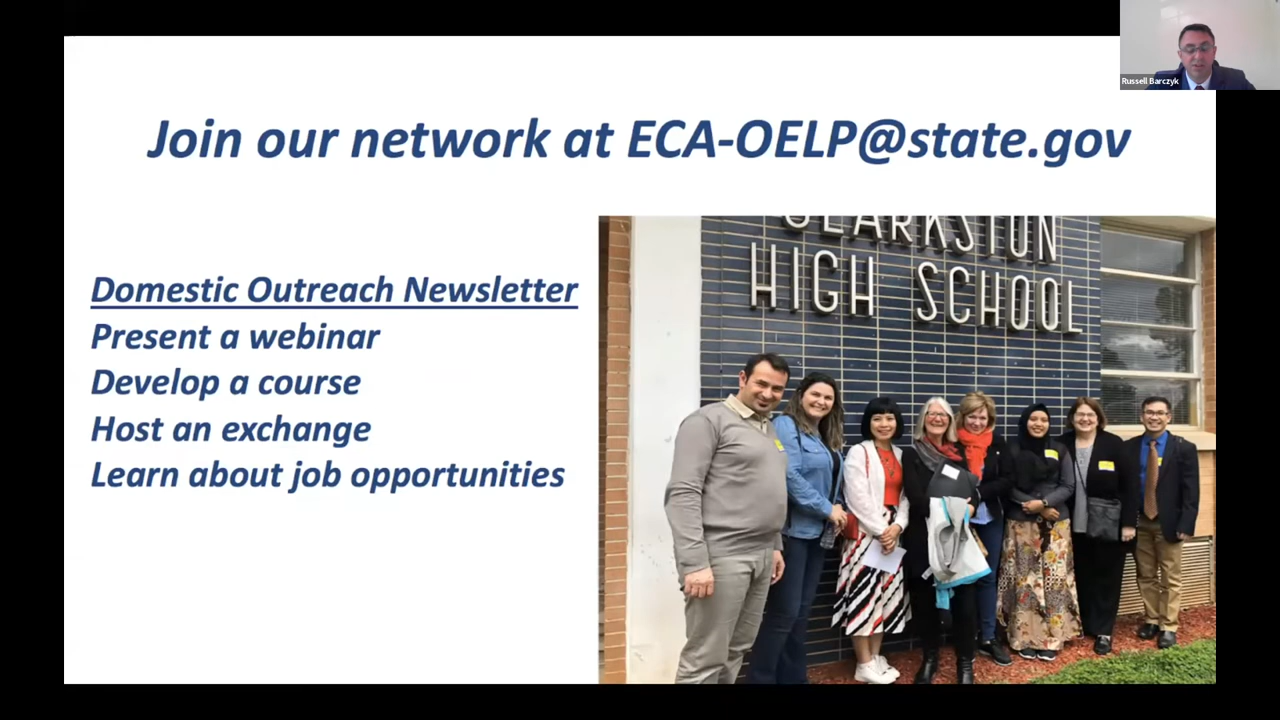 Russell Barczyk
Join our network at ECA-OELP@state.gov
Domestic Outreach Newsletter
Present a webinar
Develop a course
Host an exchange
Learn about job opportunities
CLARKSTON
HIGH SCHOOL